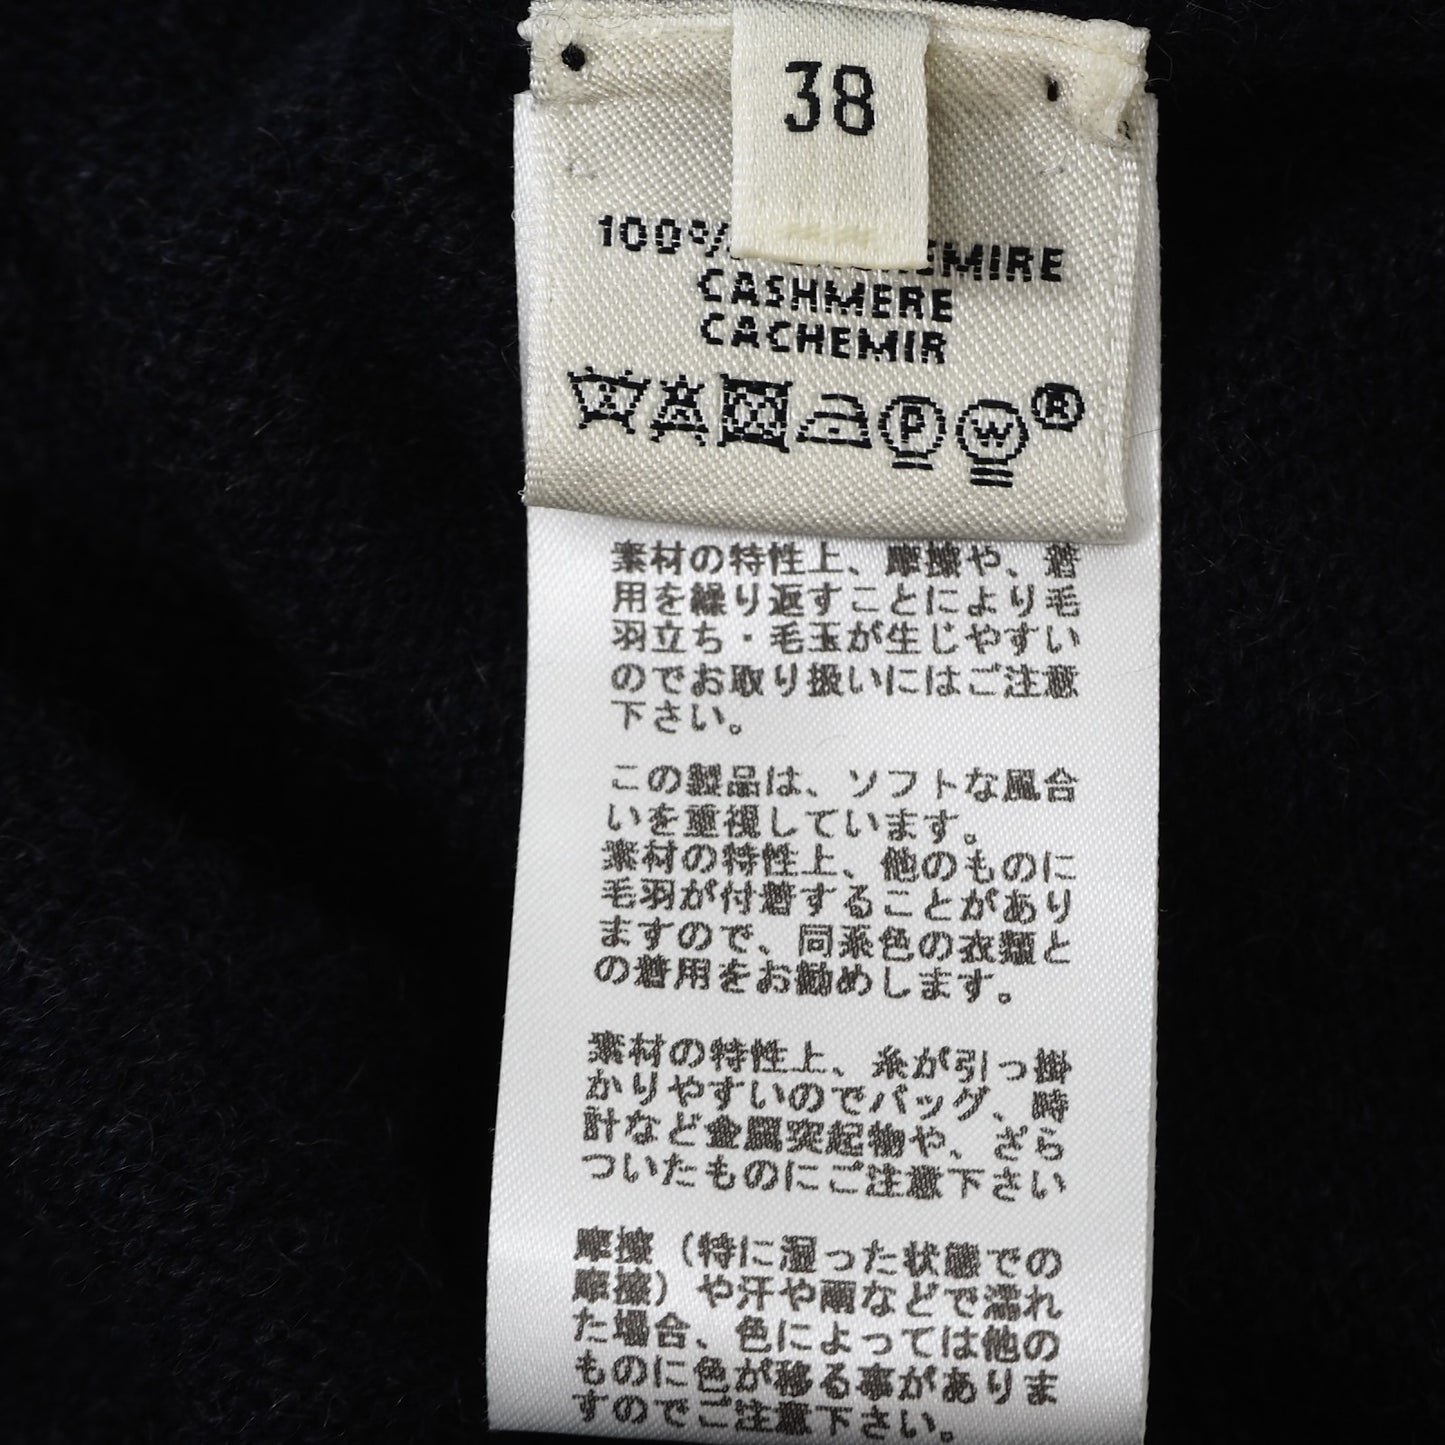 38
100% CACHEMIRE
CASHMERE
CACHEMIR
P W ®
素材の特性上、摩擦や、着
用を繰り返すことにより毛
羽立ち・毛玉が生じやすい
のでお取り扱いにはご注意
下さい。
この製品は、ソフトな風合
いを重視しています。
素材の特性上、他のものに
毛羽が付着することがあり
ますので、同系色の衣類と
の着用をお勧めします。
素材の特性上、糸が引っ掛
かりやすいのでバッグ、時
計など金属突起物や、ざら
ついたものにご注意下さい
摩擦（特に湿った状態での
摩擦）や汗や雨などで濡れ
た場合、色によっては他の
ものに色が移る事がありま
すのでご注意下さい。